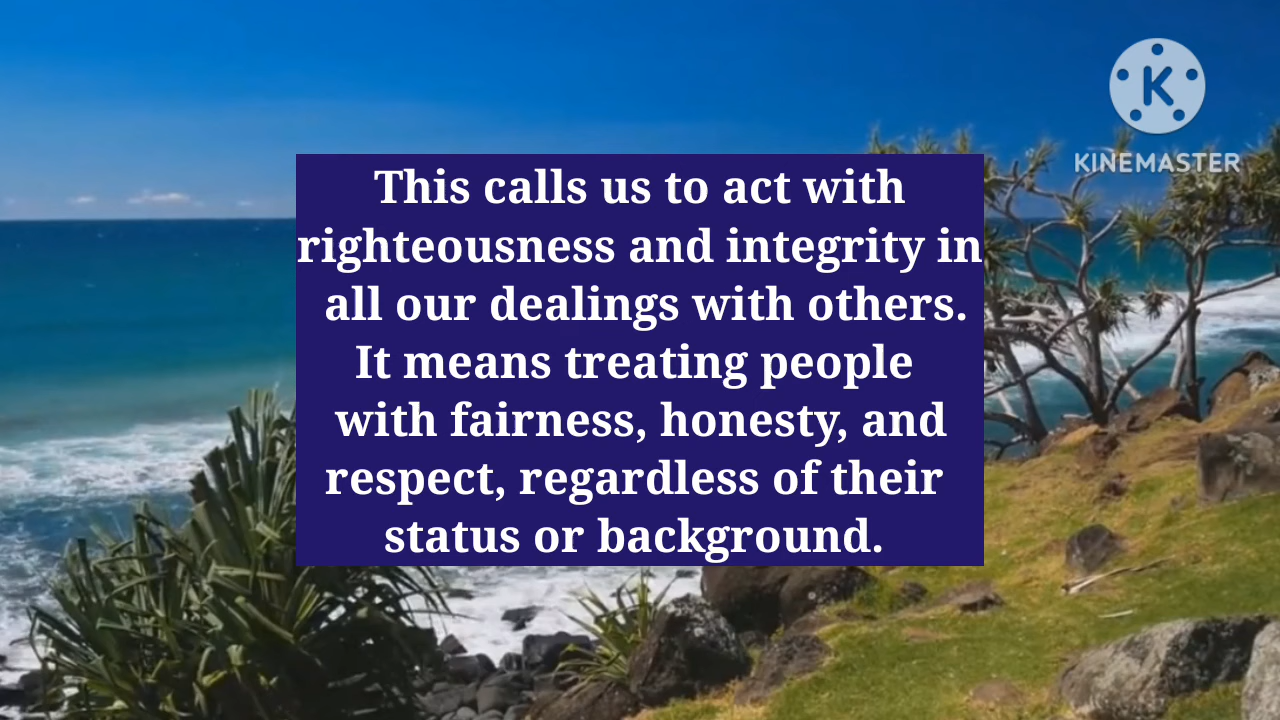 K
KINEMASTER
This calls us to act with
righteousness and integrity in
all our dealings with others.
It means treating people
with fairness, honesty, and
respect, regardless of their
status or background.